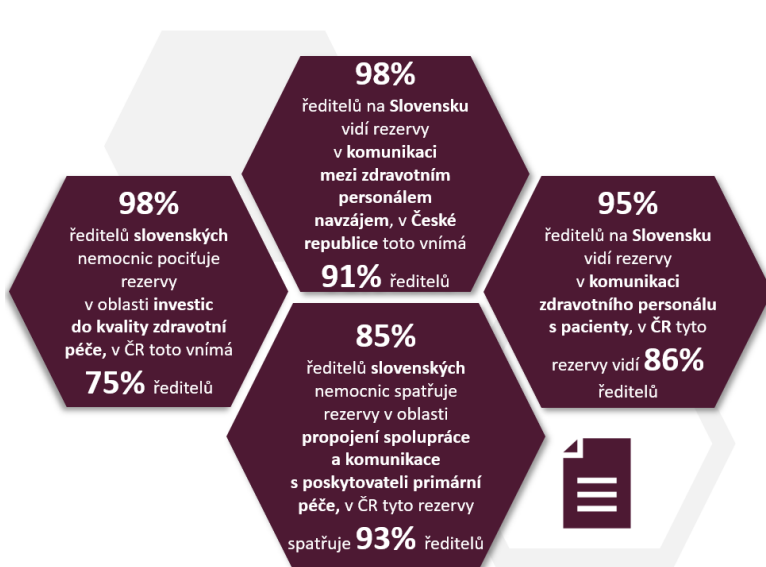 98%
ředitelů na Slovensku
vidí rezervy
v komunikaci
mezi zdravotním
personálem
navzájem, v České
republice toto vnímá
91% ředitelů
98%
ředitelů slovenských
nemocnic pociťuje
rezervy
v oblasti investic
do kvality zdravotní
péče, v ČR toto vnímá
75% ředitelů
85%
ředitelů slovenských
nemocnic spatřuje
rezervy v oblasti
propojení spolupráce
a komunikace
s poskytovateli primární
péče, v ČR tyto rezervy
spatřuje 93% ředitelů
95%
ředitelů na Slovensku
vidí rezervy
v komunikaci
zdravotního personálu
s pacienty, v ČR tyto
rezervy vidí 86%
ředitelů